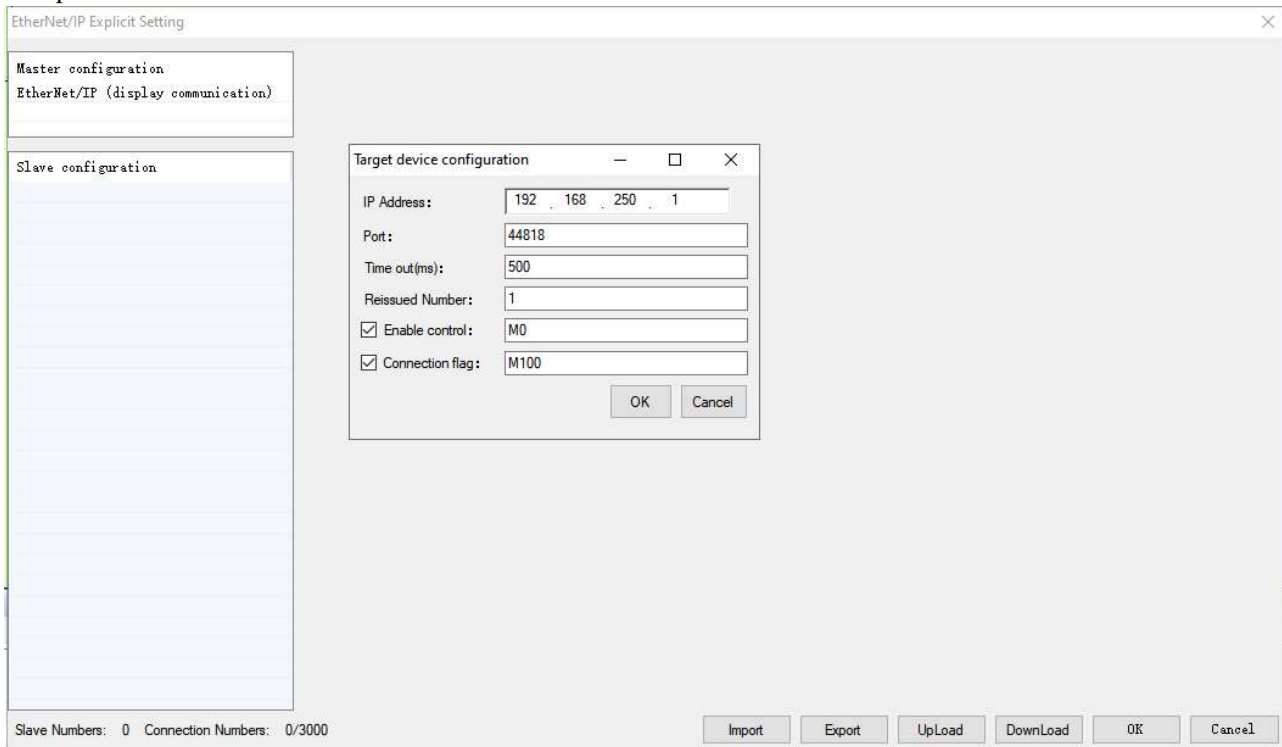 EtherNet/IP Explicit Setting
Master configuration
EtherNet/IP (display communication)
Slave configuration
Target device configuration
IP Address:
192 . 168 . 250 . 1
Port:
44818
Time out(ms):
500
Reissued Number:
1
Enable control:
M0
Connection flag:
M100
OK
Cancel
Slave Numbers: 0 Connection Numbers: 0/3000
Import
Export
UpLoad
DownLoad
OK
Cancel